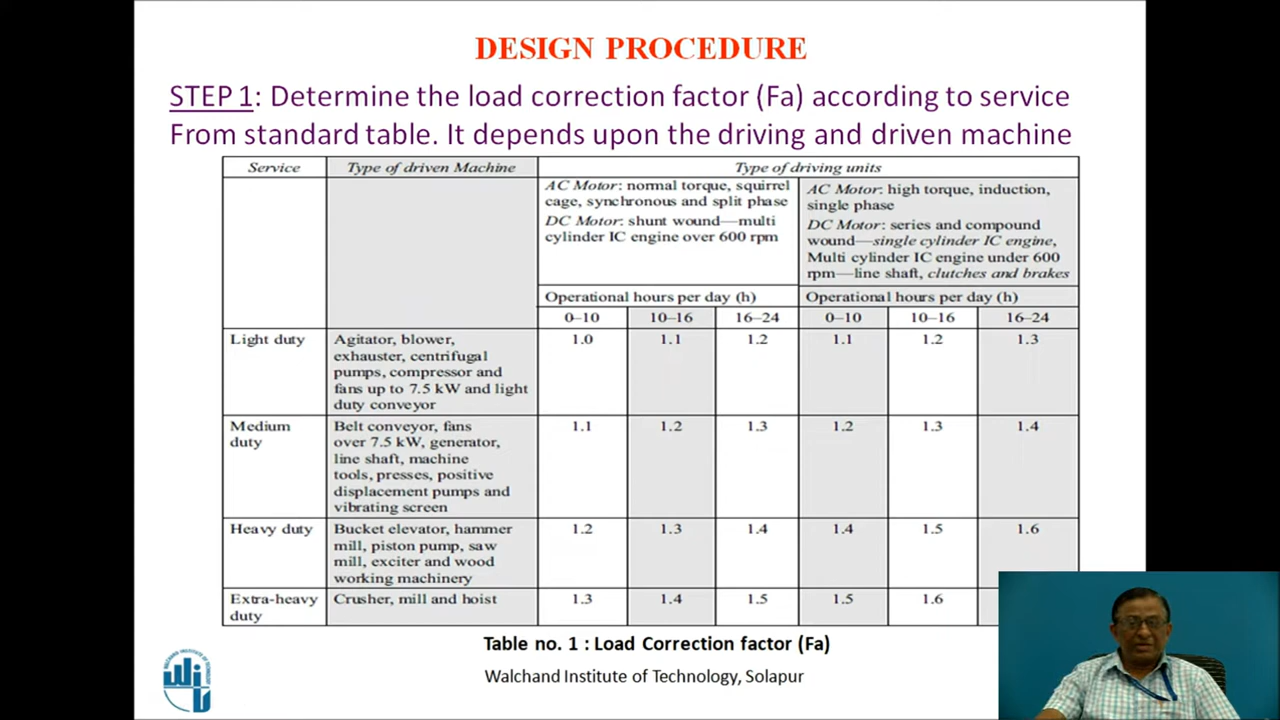 DESIGN PROCEDURE
STEP 1: Determine the load correction factor (Fa) according to service
From standard table. It depends upon the driving and driven machine
Service Type of driven Machine Type of driving units
AC Motor: normal torque, squirrel
cage, synchronous and split phase
DC Motor: shunt wound—multi
cylinder IC engine over 600 rpm
AC Motor: high torque, induction,
single phase
DC Motor: series and compound
wound—single cylinder IC engine,
Multi cylinder IC engine under 600
rpm—line shaft, clutches and brakes
Operational hours per day (h) Operational hours per day (h)
0–10 10–16 16–24 0–10 10–16 16–24
Light duty Agitator, blower, 1.0 1.1 1.2 1.1 1.2 1.3
exhauster, centrifugal
pumps, compressor and
fans up to 7.5 kW and light
duty conveyor
Medium Belt conveyor, fans 1.1 1.2 1.3 1.2 1.3 1.4
duty over 7.5 kW, generator,
line shaft, machine
tools, presses, positive
displacement pumps and
vibrating screen
Heavy duty Bucket elevator, hammer 1.2 1.3 1.4 1.4 1.5 1.6
mill, piston pump, saw
mill, exciter and wood
working machinery
Extra-heavy Crusher, mill and hoist 1.3 1.4 1.5 1.5 1.6
duty
Table no. 1 : Load Correction factor (Fa)
Walchand Institute of Technology, Solapur
WALCHAND INSTITUTE OF TECHNOLOGY